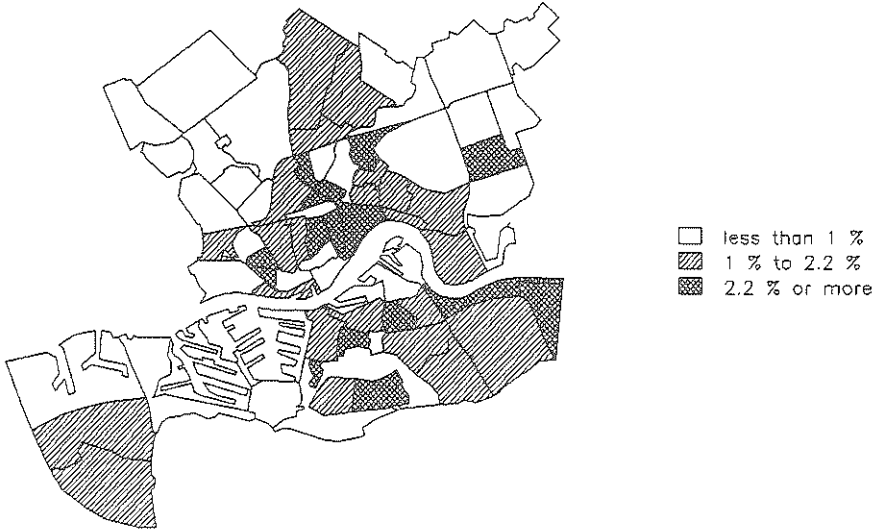 less than 1 %
1 % to 2.2 %
2.2 % or more